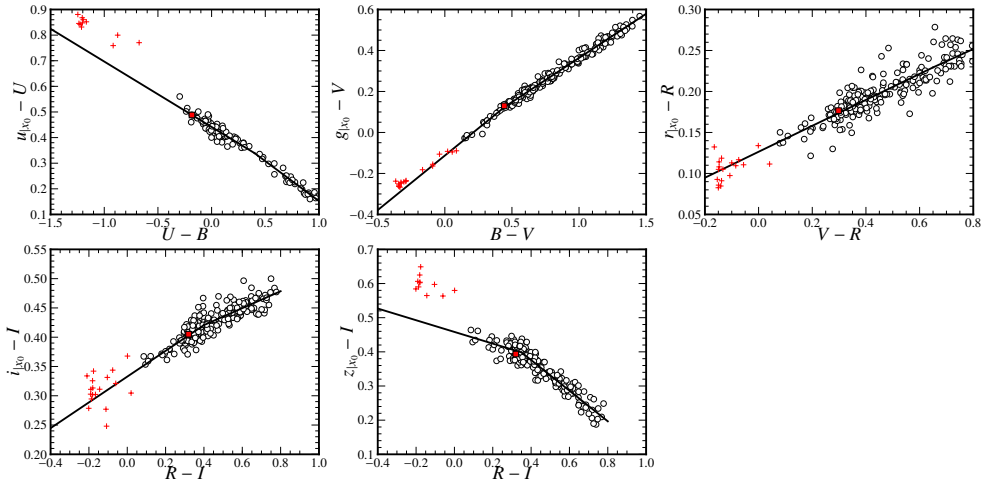 0.9
0.8
0.7
0.6
0.5
0.4
0.3
0.2
0.1
u|x₀ − U
−1.5 −1.0 −0.5 0.0 0.5 1.0
U − B
0.6
0.4
0.2
0.0
−0.2
−0.4
g|x₀ − V
−0.5 0.0 0.5 1.0 1.5
B − V
0.30
0.25
0.20
0.15
0.10
0.05
r|x₀ − R
−0.2 0.0 0.2 0.4 0.6 0.8
V − R
0.55
0.50
0.45
0.40
0.35
0.30
0.25
0.20
i|x₀ − I
−0.4 −0.2 0.0 0.2 0.4 0.6 0.8 1.0
R − I
0.7
0.6
0.5
0.4
0.3
0.2
0.1
z|x₀ − I
−0.4 −0.2 0.0 0.2 0.4 0.6 0.8 1.0
R − I